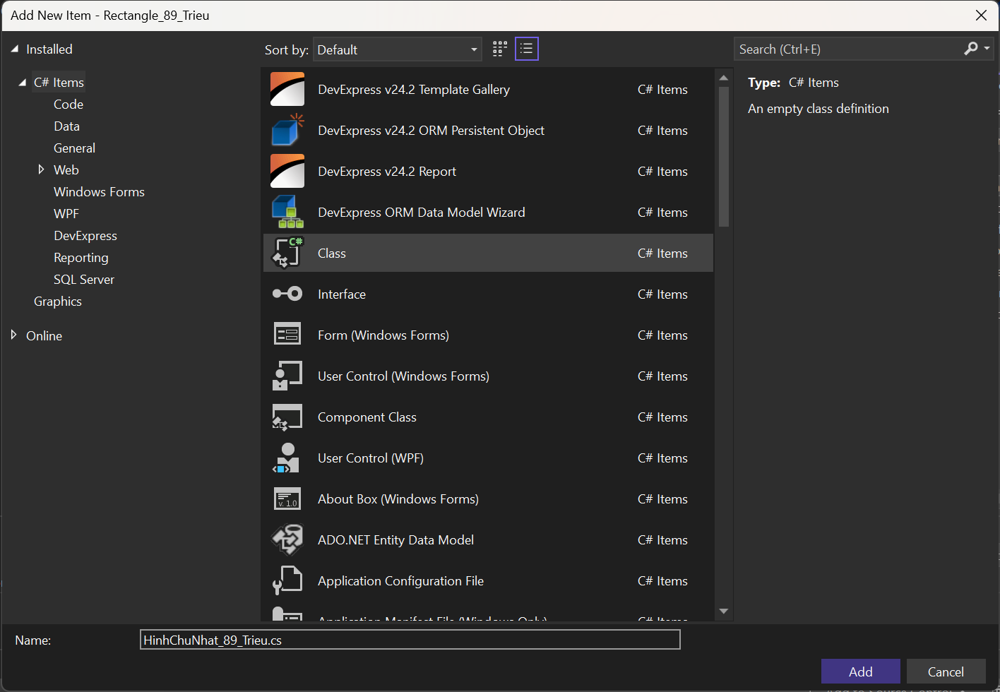 Add New Item - Rectangle_89_Trieu
Installed
C# Items
Code
Data
General
Web
Windows Forms
WPF
DevExpress
Reporting
SQL Server
Graphics
Online
Sort by: Default
DevExpress v24.2 Template Gallery C# Items
DevExpress v24.2 ORM Persistent Object C# Items
DevExpress v24.2 Report C# Items
DevExpress ORM Data Model Wizard C# Items
C#
Class C# Items
Interface C# Items
Form (Windows Forms) C# Items
User Control (Windows Forms) C# Items
Component Class C# Items
User Control (WPF) C# Items
v. 1.0
About Box (Windows Forms) C# Items
ADO.NET Entity Data Model C# Items
Application Configuration File C# Items
Application Manifest File (Windows Only) C# Items
Search (Ctrl+E)
Type: C# Items
An empty class definition
Name: HinhChuNhat_89_Trieu.cs
Add Cancel